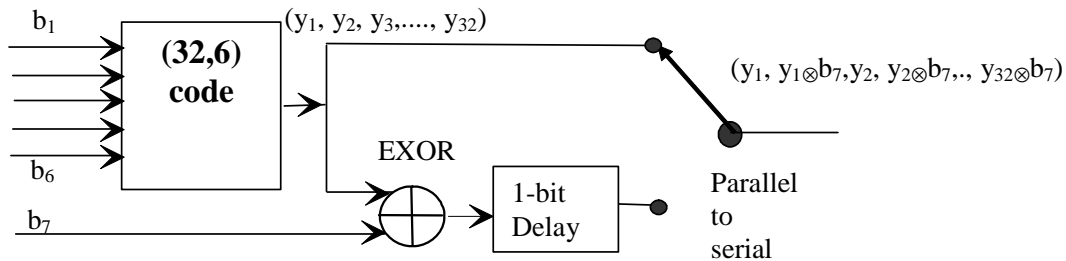 b₁
(32,6)
code
(y₁, y₂, y₃,...., y₃₂)
(y₁, y₁⊗b₇,y₂, y₂⊗b₇,., y₃₂⊗b₇)
b₆
EXOR
b₇
1-bit
Delay
Parallel
to
serial